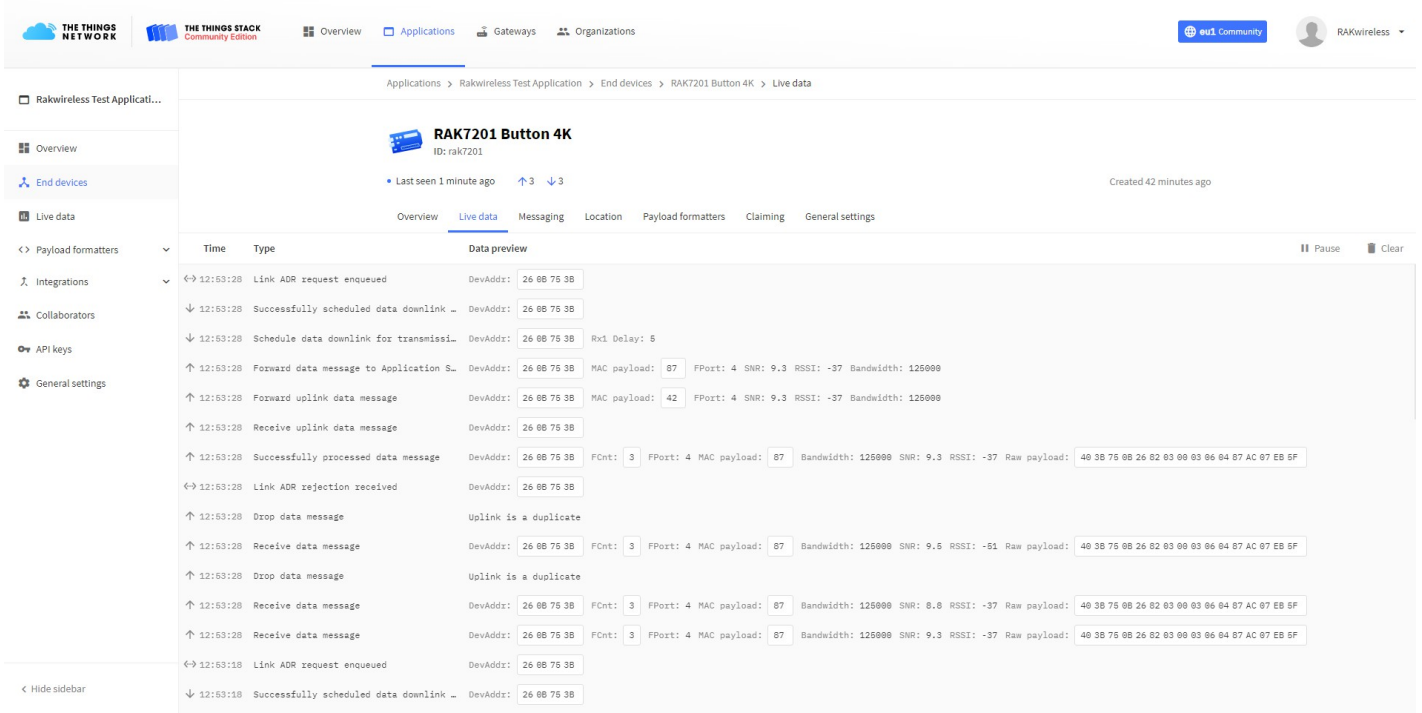 THE THINGS NETWORK
THE THINGS STACK
Community Edition
Overview
Applications
Gateways
Organizations
eu1 Community
RAKwireless
Rakwireless Test Applicati...
Overview
End devices
Live data
Payload formatters
Integrations
Collaborators
API keys
General settings
< Hide sidebar
Applications > Rakwireless Test Application > End devices > RAK7201 Button 4K > Live data
RAK7201 Button 4K
ID: rak7201
• Last seen 1 minute ago ↑ 3 ↓ 3
Created 42 minutes ago
Overview Live data Messaging Location Payload formatters Claiming General settings
Time Type Data preview Pause Clear
12:53:28 Link ADR request enqueued DevAddr: 26 0B 75 3B
↓ 12:53:28 Successfully scheduled data downlink … DevAddr: 26 0B 75 3B
↓ 12:53:28 Schedule data downlink for transmissi… DevAddr: 26 0B 75 3B Rx1 Delay: 5
↑ 12:53:28 Forward data message to Application S… DevAddr: 26 0B 75 3B MAC payload: 87 FPort: 4 SNR: 9.3 RSSI: -37 Bandwidth: 125000
↑ 12:53:28 Forward uplink data message DevAddr: 26 0B 75 3B MAC payload: 42 FPort: 4 SNR: 9.3 RSSI: -37 Bandwidth: 125000
↑ 12:53:28 Receive uplink data message DevAddr: 26 0B 75 3B
↑ 12:53:28 Successfully processed data message DevAddr: 26 0B 75 3B FCnt: 3 FPort: 4 MAC payload: 87 Bandwidth: 125000 SNR: 9.3 RSSI: -37 Raw payload: 40 3B 75 0B 26 82 03 00 03 06 04 87 AC 07 EB 5F
12:53:28 Link ADR rejection received DevAddr: 26 0B 75 3B
↑ 12:53:28 Drop data message Uplink is a duplicate
↑ 12:53:28 Receive data message DevAddr: 26 0B 75 3B FCnt: 3 FPort: 4 MAC payload: 87 Bandwidth: 125000 SNR: 9.5 RSSI: -51 Raw payload: 40 3B 75 0B 26 82 03 00 03 06 04 87 AC 07 EB 5F
↑ 12:53:28 Drop data message Uplink is a duplicate
↑ 12:53:28 Receive data message DevAddr: 26 0B 75 3B FCnt: 3 FPort: 4 MAC payload: 87 Bandwidth: 125000 SNR: 8.8 RSSI: -37 Raw payload: 40 3B 75 0B 26 82 03 00 03 06 04 87 AC 07 EB 5F
↑ 12:53:28 Receive data message DevAddr: 26 0B 75 3B FCnt: 3 FPort: 4 MAC payload: 87 Bandwidth: 125000 SNR: 9.3 RSSI: -37 Raw payload: 40 3B 75 0B 26 82 03 00 03 06 04 87 AC 07 EB 5F
12:53:18 Link ADR request enqueued DevAddr: 26 0B 75 3B
↓ 12:53:18 Successfully scheduled data downlink … DevAddr: 26 0B 75 3B